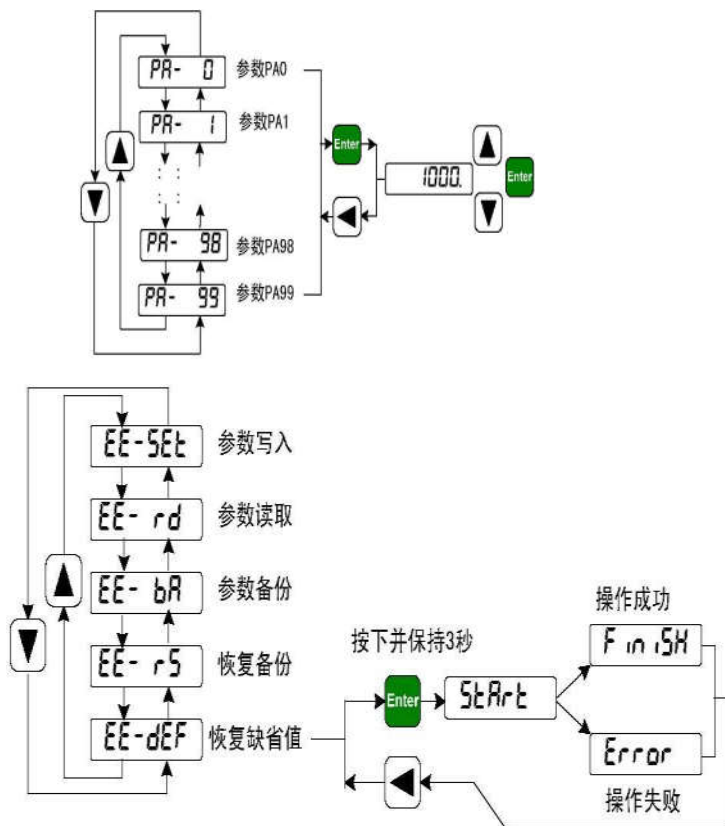 PA- 0 参数PA0
PA- 1 参数PA1
Enter
1000.
Enter
PA- 98 参数PA98
PA- 99 参数PA99
EE-SEt 参数写入
EE- rd 参数读取
EE- bA 参数备份
EE- rS 恢复备份
EE-dEF 恢复缺省值
按下并保持3秒
Enter
StArt
操作成功
FiniSH
Error
操作失败